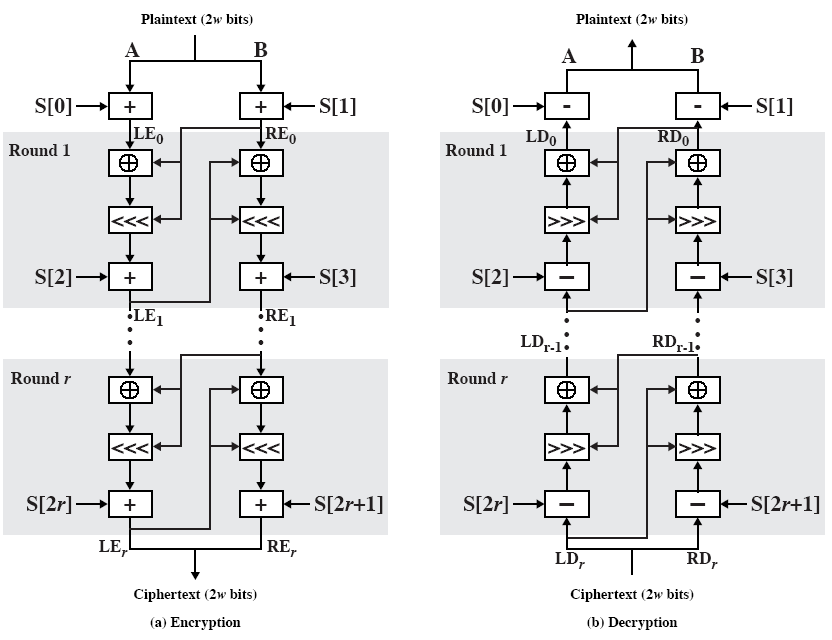 Plaintext (2w bits)
A B
S[0] + + S[1]
LE0 RE0
Round 1
<<< <<<
S[2] + + S[3]
LE1 RE1
Round r
<<< <<<
S[2r] + + S[2r+1]
LEr REr
Ciphertext (2w bits)
(a) Encryption
Plaintext (2w bits)
A B
S[0] - - S[1]
LD0 RD0
Round 1
>>> >>>
S[2] − − S[3]
LDr-1 RDr-1
Round r
>>> >>>
S[2r] − − S[2r+1]
LDr RDr
Ciphertext (2w bits)
(b) Decryption